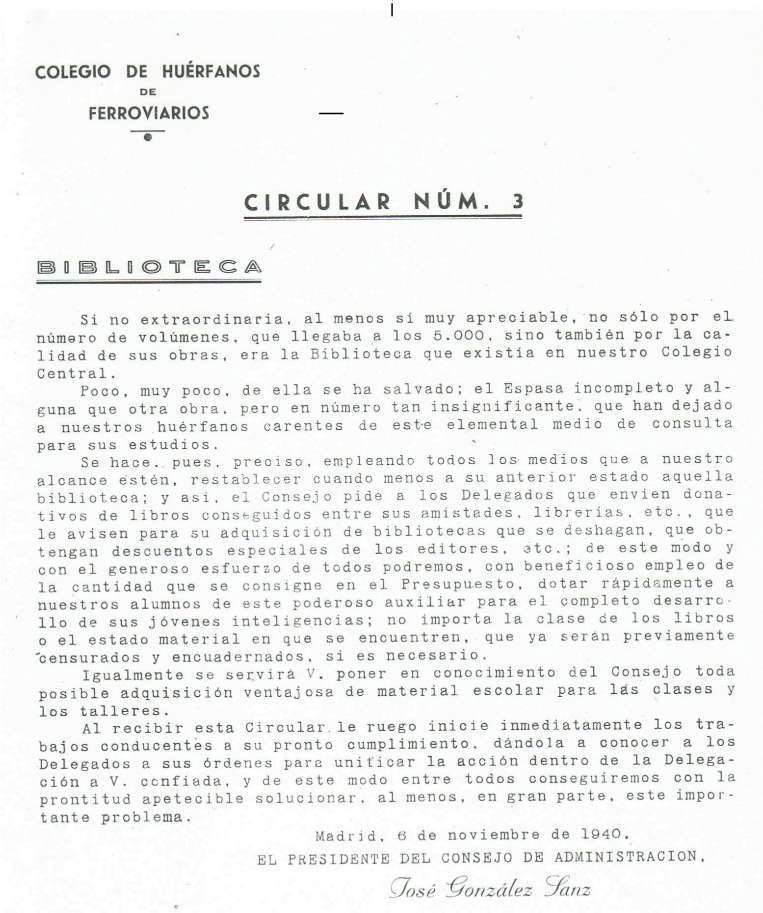 COLEGIO DE HUÉRFANOS
DE
FERROVIARIOS
CIRCULAR NÚM. 3
BIBLIOTECA
Si no extraordinaria, al menos sí muy apreciable, no sólo por el
número de volúmenes, que llegaba a los 5.000, sino también por la ca-
lidad de sus obras, era la Biblioteca que existía en nuestro Colegio
Central.
Poco, muy poco, de ella se ha salvado; el Espasa incompleto y al-
guna que otra obra, pero en número tan insignificante, que han dejado
a nuestros huérfanos carentes de este elemental medio de consulta
para sus estudios.
Se hace, pues, preciso, empleando todos los medios que a nuestro
alcance estén, restablecer cuando menos a su anterior estado aquella
biblioteca; y así, el Consejo pide a los Delegados que envíen dona-
tivos de libros conseguidos entre sus amistades, librerías, etc., que
le avisen para su adquisición de bibliotecas que se deshagan, que ob-
tengan descuentos especiales de los editores, etc.; de este modo y
con el generoso esfuerzo de todos podremos, con beneficioso empleo de
la cantidad que se consigne en el Presupuesto, dotar rápidamente a
nuestros alumnos de este poderoso auxiliar para el completo desarro-
llo de sus jóvenes inteligencias; no importa la clase de los libros
o el estado material en que se encuentren, que ya serán previamente
censurados y encuadernados, si es necesario.
Igualmente se servirá V. poner en conocimiento del Consejo toda
posible adquisición ventajosa de material escolar para las clases y
los talleres.
Al recibir esta Circular le ruego inicie inmediatamente los tra-
bajos conducentes a su pronto cumplimiento, dándola a conocer a los
Delegados a sus órdenes para unificar la acción dentro de la Delega-
ción a V. confiada, y de este modo entre todos conseguiremos con la
prontitud apetecible solucionar, al menos, en gran parte, este impor-
tante problema.
Madrid, 6 de noviembre de 1940.
EL PRESIDENTE DEL CONSEJO DE ADMINISTRACION,
José González Sanz